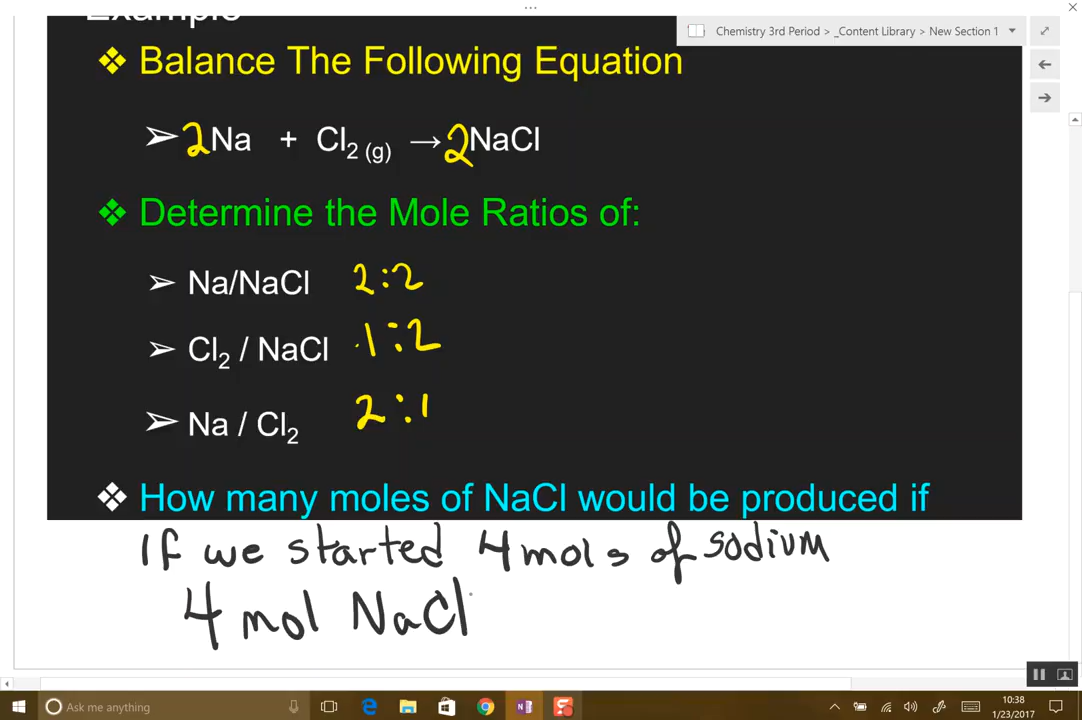 Chemistry 3rd Period > _Content Library > New Section 1
Example
❖ Balance The Following Equation
➢ 2Na + Cl₂ (g) → 2NaCl
❖ Determine the Mole Ratios of:
➢ Na/NaCl 2:2
➢ Cl₂ / NaCl 1:2
➢ Na / Cl₂ 2:1
❖ How many moles of NaCl would be produced if
If we started 4 mols of sodium
4 mol NaCl
Ask me anything
10:38
1/23/2017